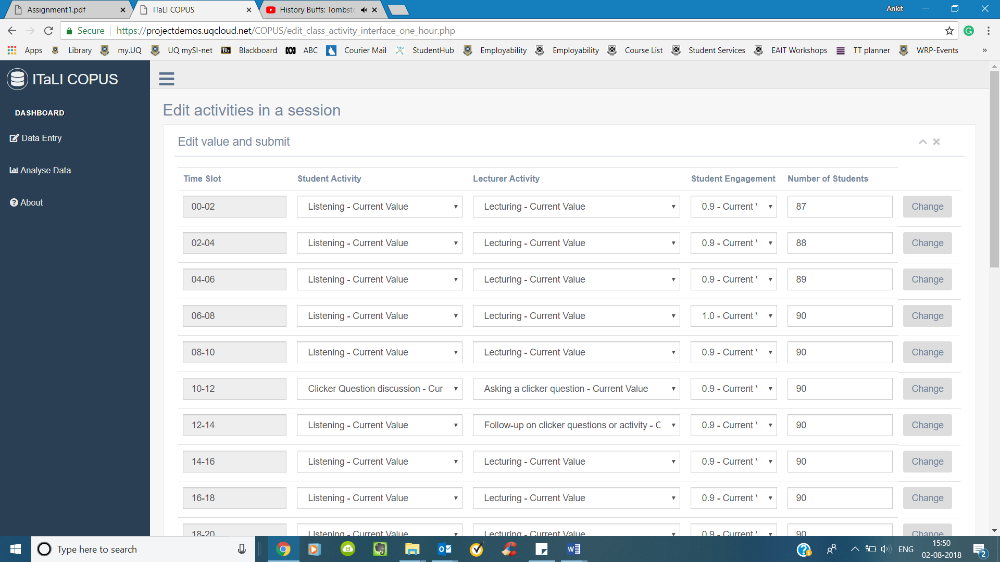 Assignment1.pdf
ITaLI COPUS
History Buffs: Tombsto
Ankit
Secure
https://projectdemos.uqcloud.net/COPUS/edit_class_activity_interface_one_hour.php
Apps Library my.UQ UQ mySI-net Bb Blackboard ABC Courier Mail StudentHub Employability Employability Course List Student Services EAIT Workshops TT planner WRP-Events »
ITaLI COPUS
DASHBOARD
Data Entry
Analyse Data
About
Edit activities in a session
Edit value and submit
Time Slot Student Activity Lecturer Activity Student Engagement Number of Students
00-02 Listening - Current Value Lecturing - Current Value 0.9 - Current 87 Change
02-04 Listening - Current Value Lecturing - Current Value 0.9 - Current 88 Change
04-06 Listening - Current Value Lecturing - Current Value 0.9 - Current 89 Change
06-08 Listening - Current Value Lecturing - Current Value 1.0 - Current 90 Change
08-10 Listening - Current Value Lecturing - Current Value 0.9 - Current 90 Change
10-12 Clicker Question discussion - Cur Asking a clicker question - Current Value 0.9 - Current 90 Change
12-14 Listening - Current Value Follow-up on clicker questions or activity - C 0.9 - Current 90 Change
14-16 Listening - Current Value Lecturing - Current Value 0.9 - Current 90 Change
16-18 Listening - Current Value Lecturing - Current Value 0.9 - Current 90 Change
18-20 Listening - Current Value Lecturing - Current Value 0.9 - Current 90 Change
Type here to search
ENG
15:50
02-08-2018
2